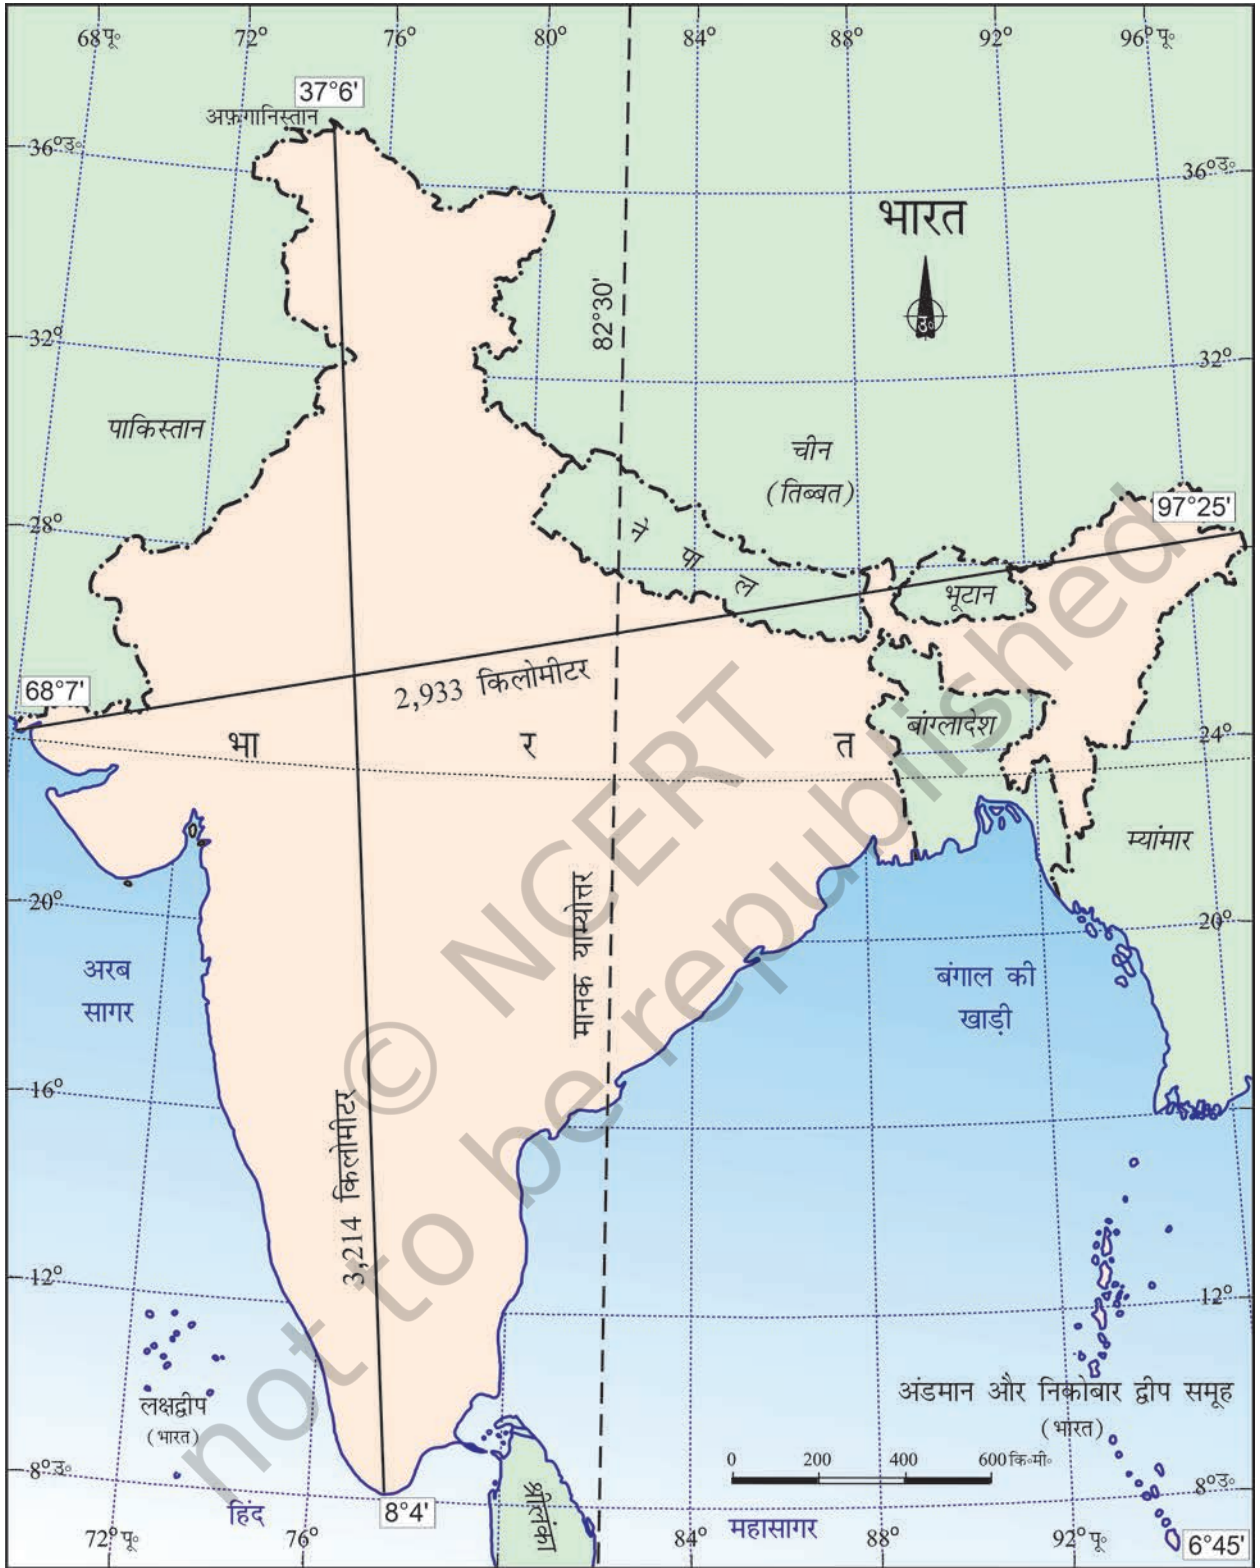 68°पू॰ 72° 76° 80° 84° 88° 92° 96°पू॰
37°6'
अफ़गानिस्तान
36°उ॰ 36°उ॰
भारत
उ॰
82°30'
32° 32°
पाकिस्तान
चीन
(तिब्बत)
97°25'
28°
नेपाल
भूटान
68°7'
2,933 किलोमीटर
बांग्लादेश
भा र त
24°
म्यांमार
20° 20°
मानक याम्योत्तर
अरब
सागर
बंगाल की
खाड़ी
16°
3,214 किलोमीटर
12° 12°
लक्षद्वीप
(भारत)
अंडमान और निकोबार द्वीप समूह
(भारत)
0 200 400 600 कि॰मी॰
8°उ॰ 8°उ॰
हिंद
8°4'
श्रीलंका
महासागर
72°पू॰ 76° 84° 88° 92°पू॰
6°45'
© NCERT
not to be republished